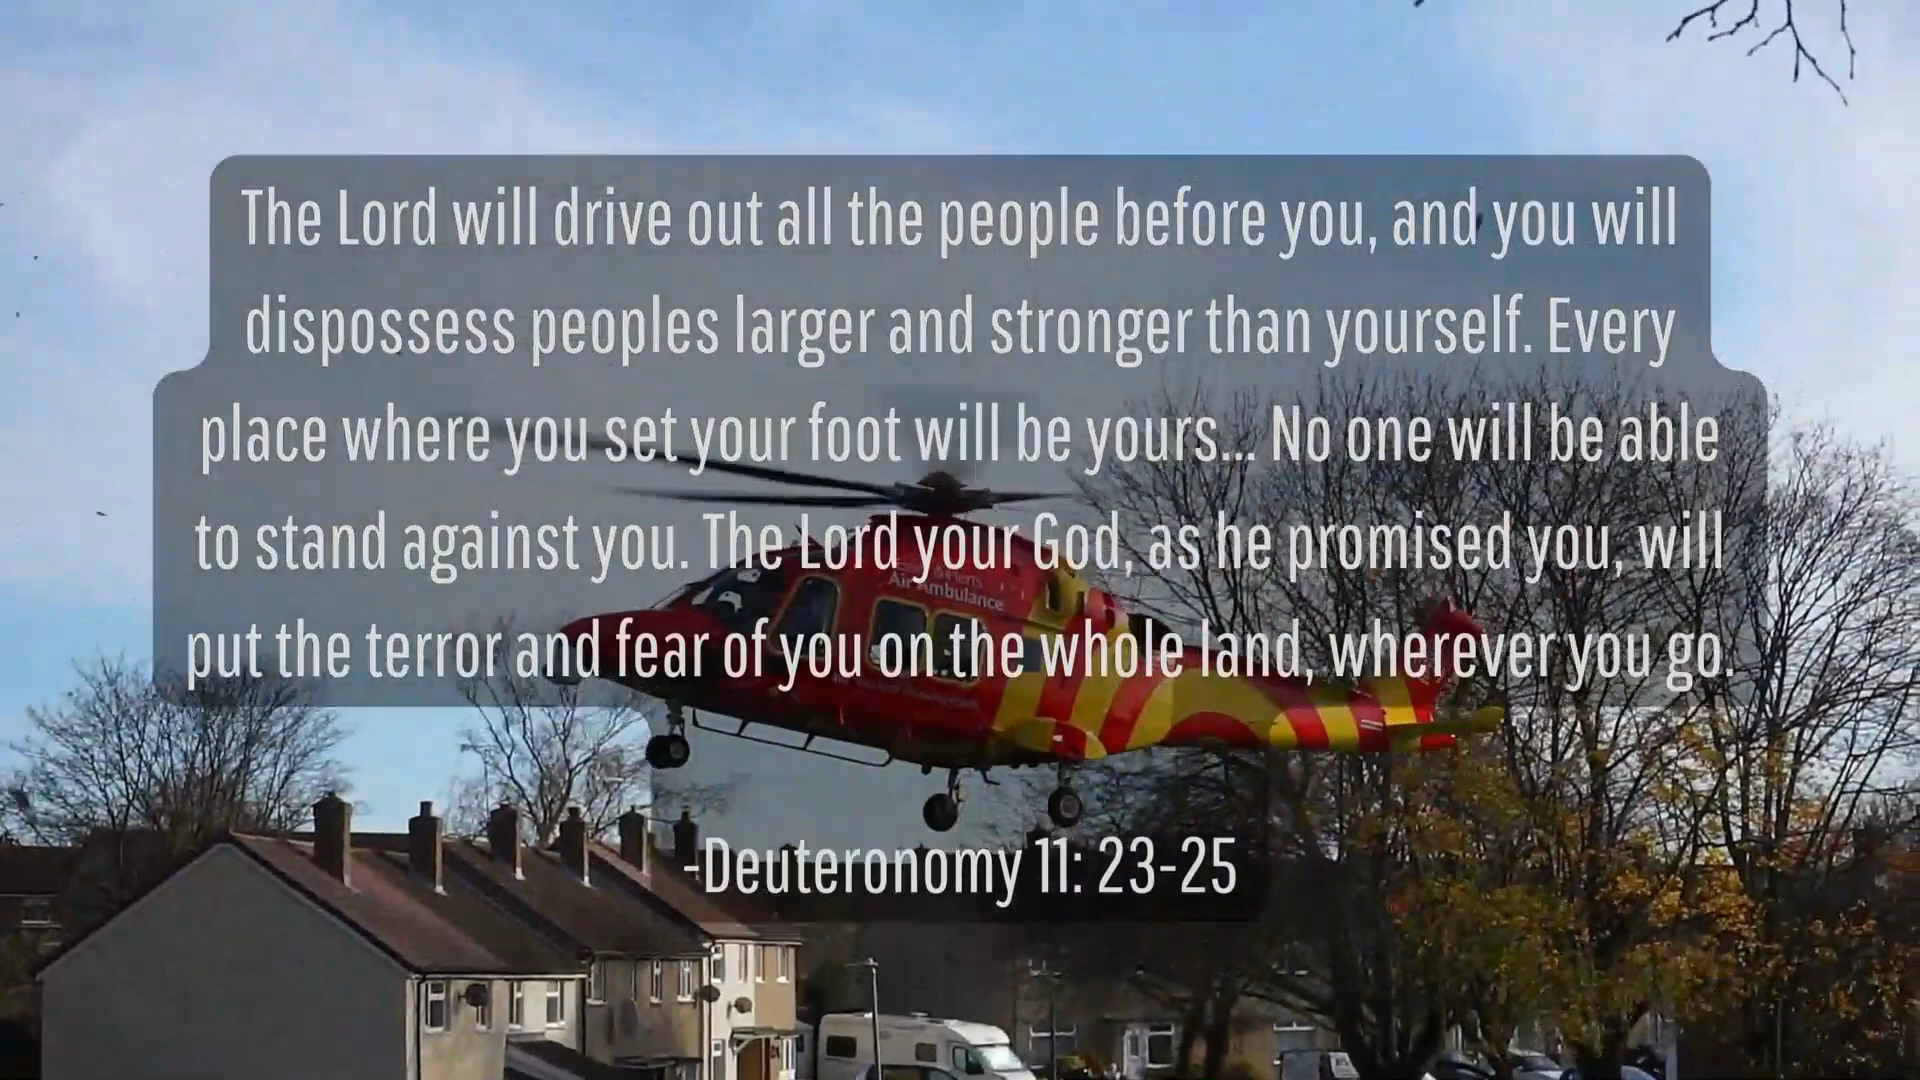 The Lord will drive out all the people before you, and you will
dispossess peoples larger and stronger than yourself. Every
place where you set your foot will be yours... No one will be able
to stand against you. The Lord your God, as he promised you, will
Air Ambulance
put the terror and fear of you on the whole land, wherever you go.
-Deuteronomy 11: 23-25